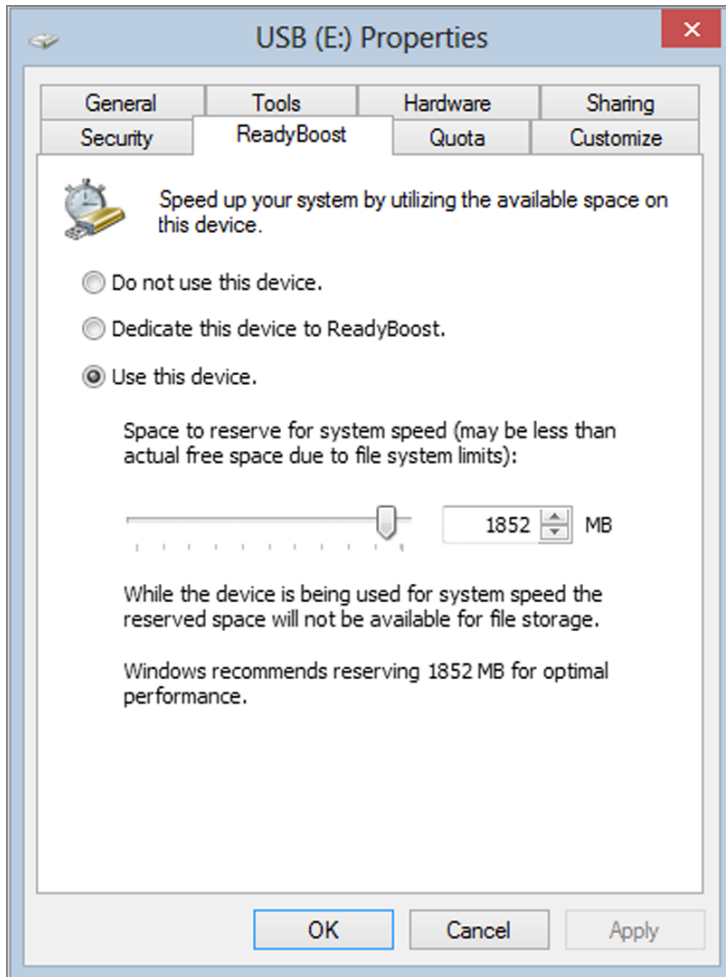 USB (E:) Properties
General Tools Hardware Sharing
Security ReadyBoost Quota Customize
Speed up your system by utilizing the available space on
this device.
Do not use this device.
Dedicate this device to ReadyBoost.
Use this device.
Space to reserve for system speed (may be less than
actual free space due to file system limits):
1852 MB
While the device is being used for system speed the
reserved space will not be available for file storage.
Windows recommends reserving 1852 MB for optimal
performance.
OK Cancel Apply